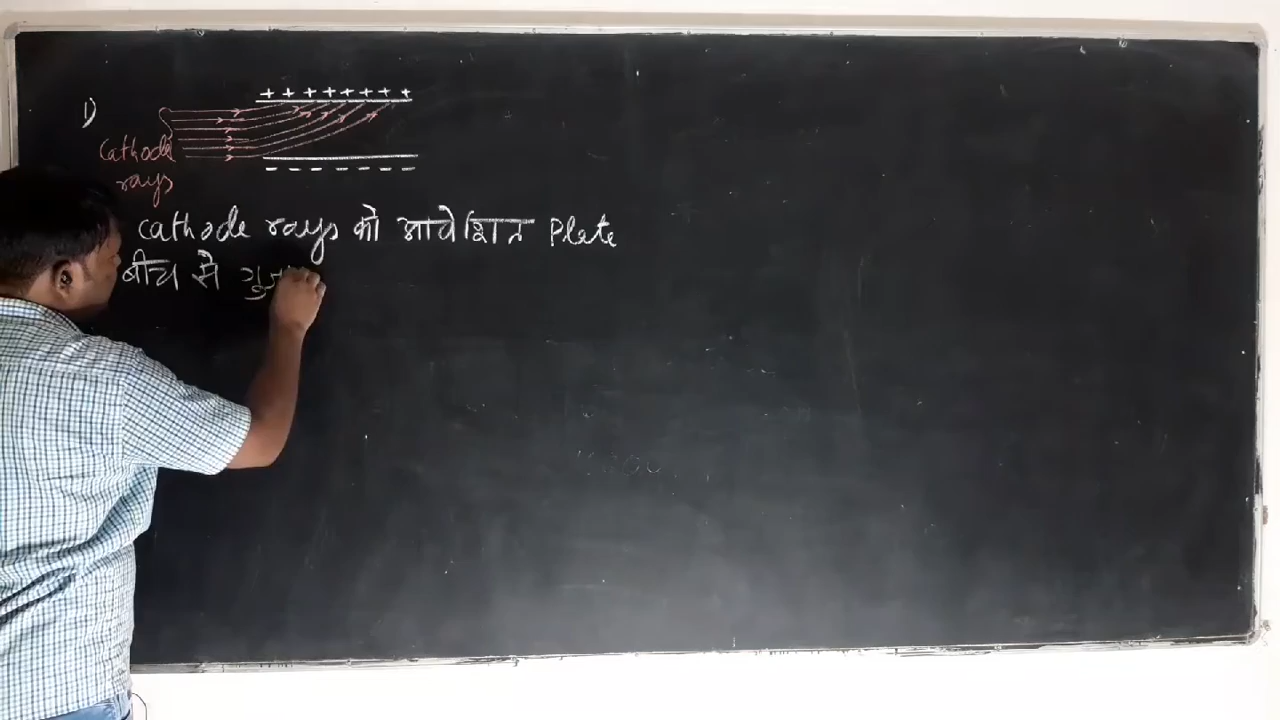 + + + + + + + +
1)
cathode
rays
- - - - - - - -
cathode rays को आवेशित Plate
बीच से